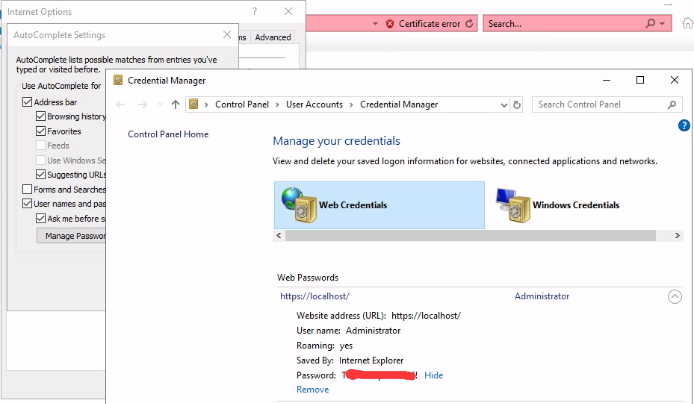 Internet Options
Certificate error
Search...
AutoComplete Settings
Advanced
AutoComplete lists possible matches from entries you've
typed or visited before.
Use AutoComplete for
Address bar
Browsing history
Favorites
Feeds
Use Windows
Suggesting URLs
Forms and Searches
User names and
Ask me before
Manage
Credential Manager
Control Panel > User Accounts > Credential Manager
Search Control Panel
Control Panel Home
Manage your credentials
View and delete your saved logon information for websites, connected applications and networks.
Web Credentials
Windows Credentials
Web Passwords
https://localhost/ Administrator
Website address (URL): https://localhost/
User name: Administrator
Roaming: yes
Saved By: Internet Explorer
Password: Hide
Remove